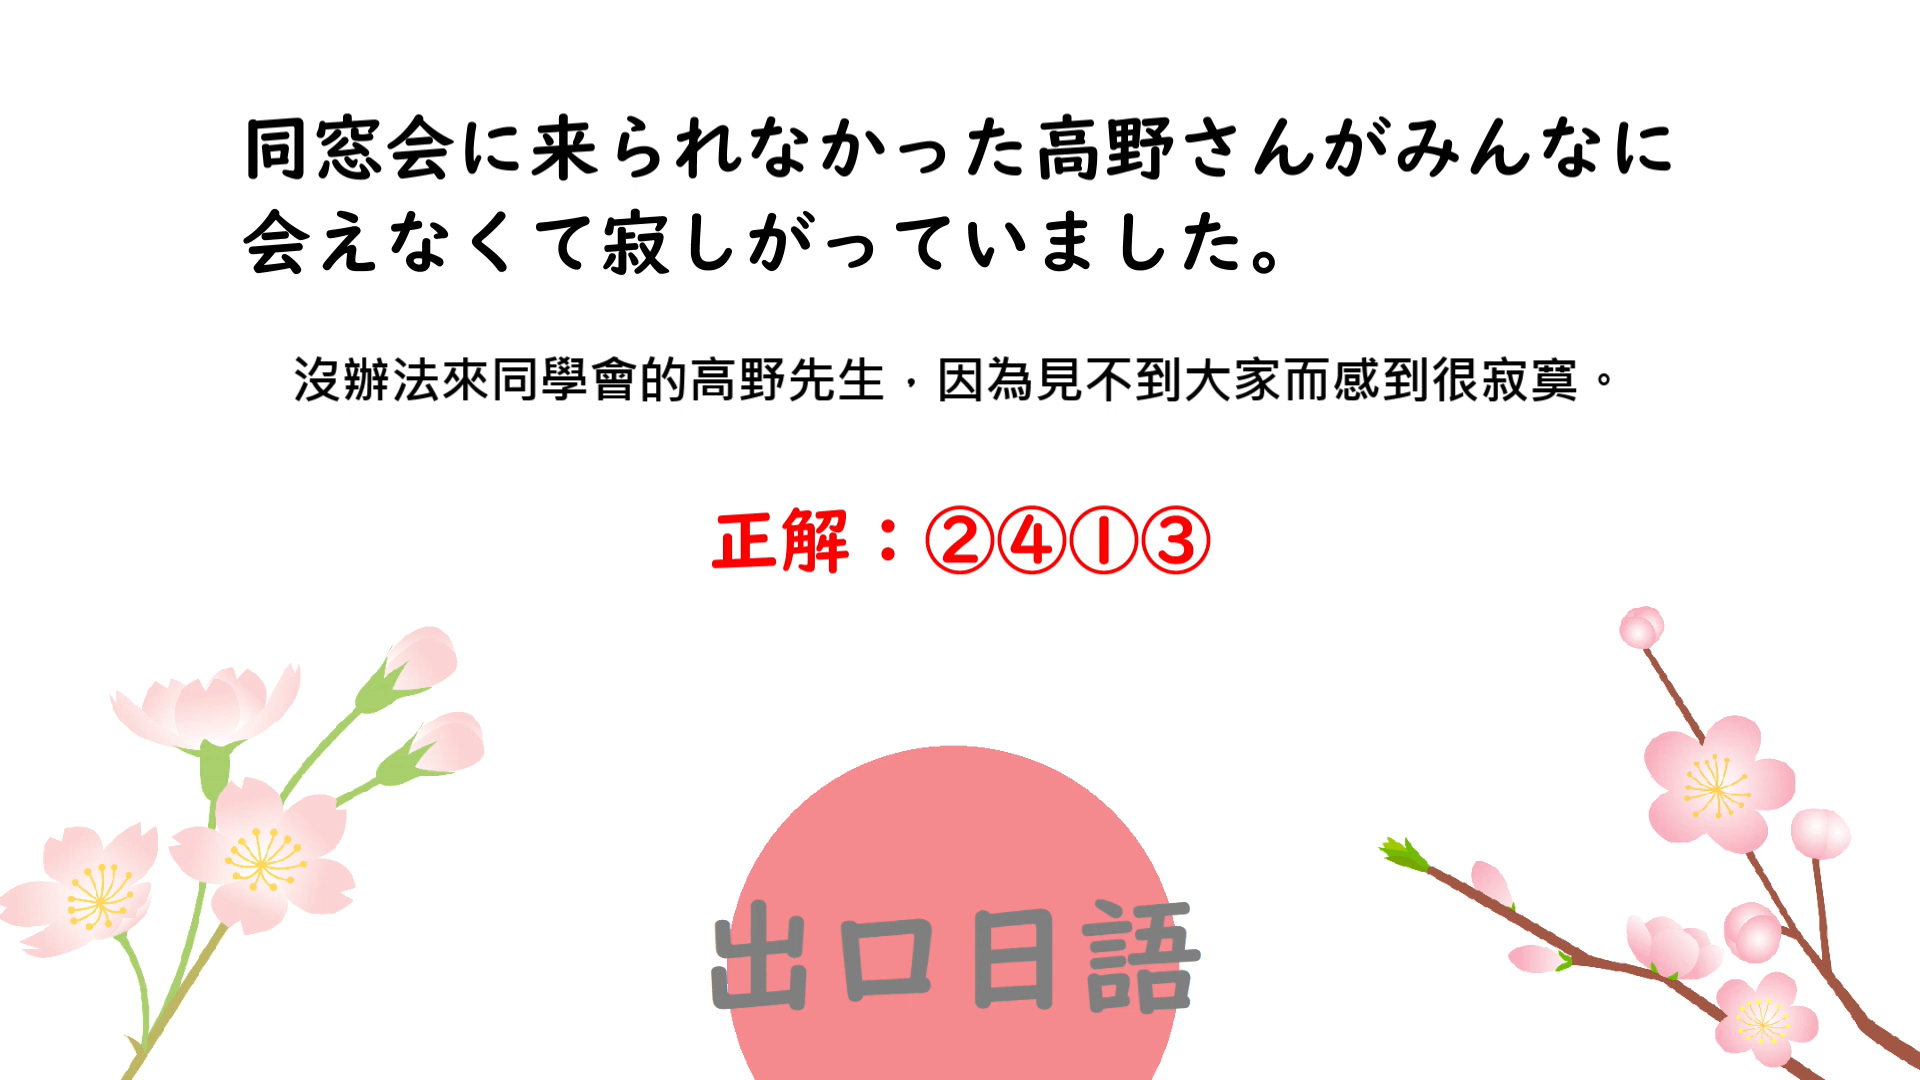 同窓会に来られなかった高野さんがみんなに
会えなくて寂しがっていました。
沒辦法來同學會的高野先生，因為見不到大家而感到很寂寞。
正解：②④①③
出口日語